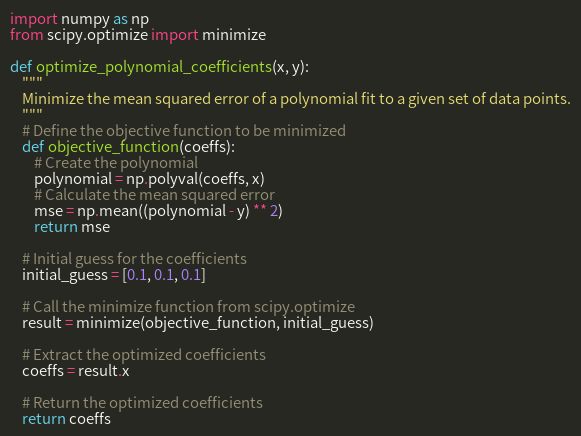 import numpy as np
from scipy.optimize import minimize

def optimize_polynomial_coefficients(x, y):
    """
    Minimize the mean squared error of a polynomial fit to a given set of data points.
    """
    # Define the objective function to be minimized
    def objective_function(coeffs):
        # Create the polynomial
        polynomial = np.polyval(coeffs, x)
        # Calculate the mean squared error
        mse = np.mean((polynomial - y) ** 2)
        return mse

    # Initial guess for the coefficients
    initial_guess = [0.1, 0.1, 0.1]

    # Call the minimize function from scipy.optimize
    result = minimize(objective_function, initial_guess)

    # Extract the optimized coefficients
    coeffs = result.x

    # Return the optimized coefficients
    return coeffs